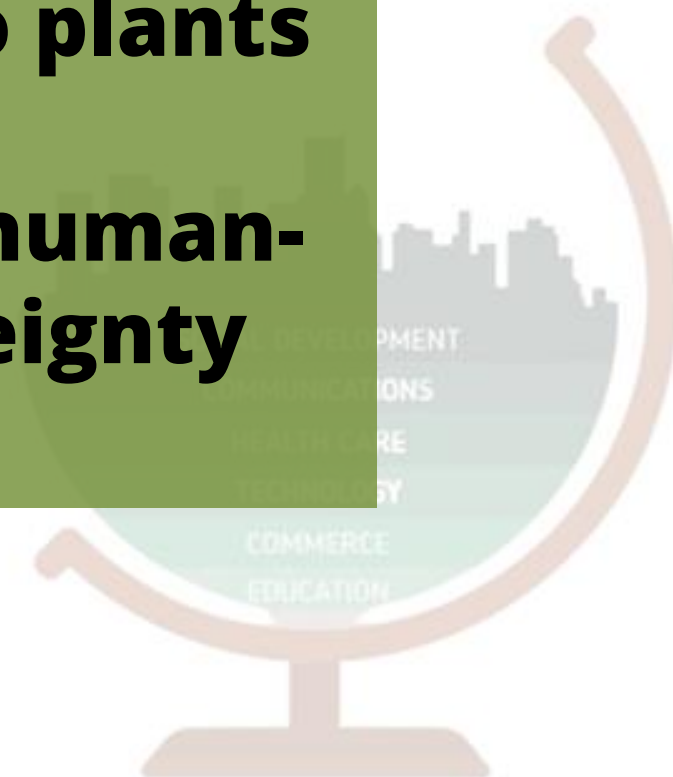 plants
human-
eignty
DEVELOPMENT
COMMUNICATIONS
HEALTH CARE
TECHNOLOGY
COMMERCE
EDUCATION